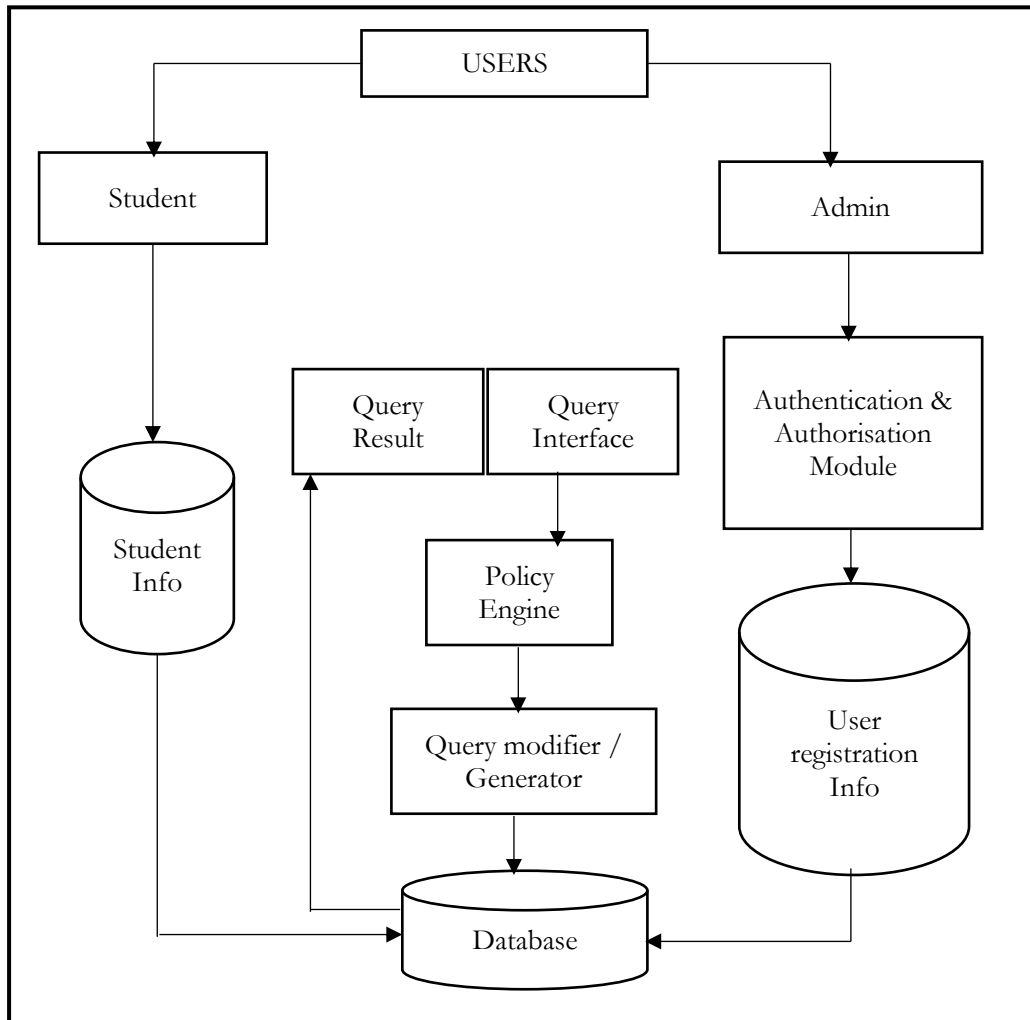 USERS
Student
Admin
Query
Result
Query
Interface
Authentication &
Authorisation
Module
Student
Info
Policy
Engine
Query modifier /
Generator
User
registration
Info
Database